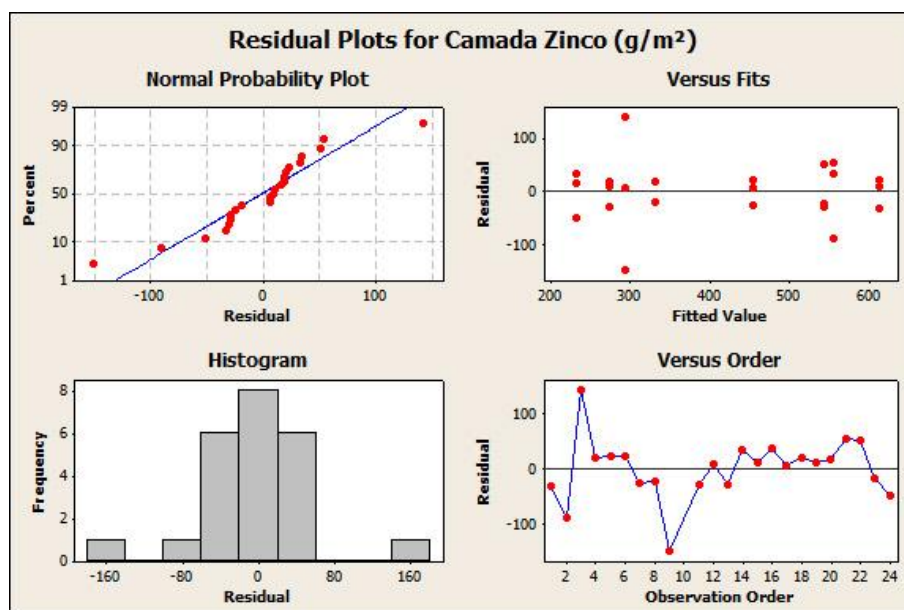 Residual Plots for Camada Zinco (g/m²)
Normal Probability Plot
99
90
50
10
1
Percent
-100 0 100
Residual
Versus Fits
100
0
-100
Residual
200 300 400 500 600
Fitted Value
Histogram
8
6
4
2
0
Frequency
-160 -80 0 80 160
Residual
Versus Order
100
0
-100
Residual
2 4 6 8 10 12 14 16 18 20 22 24
Observation Order